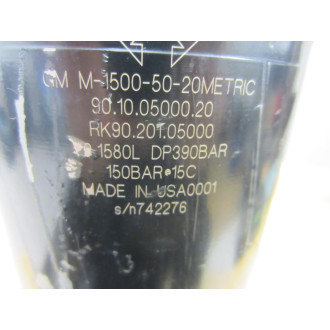 GM M-1500-50-20METRIC
90.10.05000.20
RK90.201.05000
1580L DP390BAR
150BAR@15C
MADE IN USA0001
s/n742276